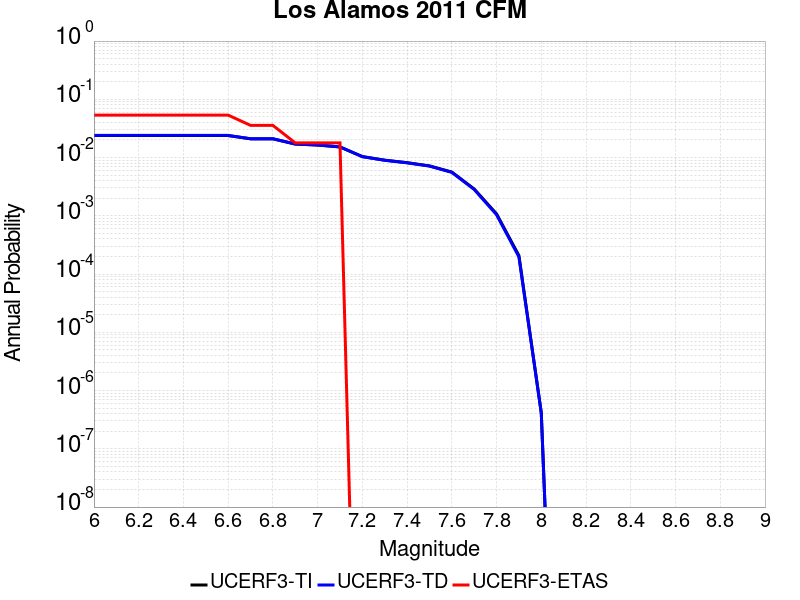 Los Alamos 2011 CFM
Annual Probability
10^0
10^-1
10^-2
10^-3
10^-4
10^-5
10^-6
10^-7
10^-8
6 6.2 6.4 6.6 6.8 7 7.2 7.4 7.6 7.8 8 8.2 8.4 8.6 8.8 9
Magnitude
UCERF3-TI UCERF3-TD UCERF3-ETAS